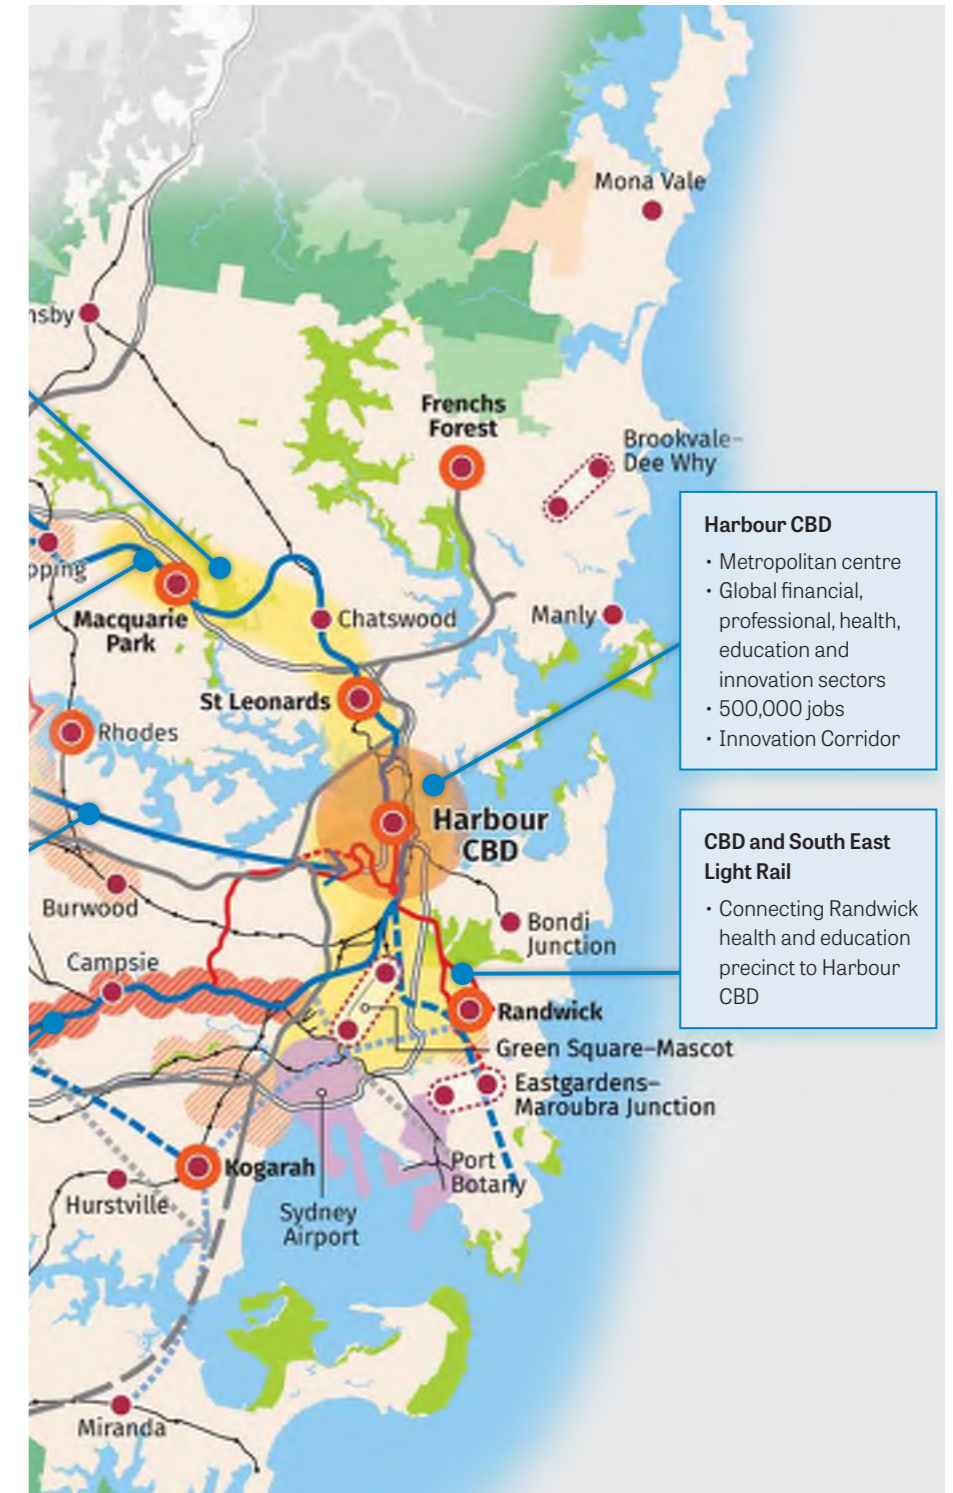 Mona Vale
nsby
Frenchs
Forest
Brookvale–
Dee Why
Harbour CBD
· Metropolitan centre
· Global financial,
professional, health,
education and
innovation sectors
· 500,000 jobs
· Innovation Corridor
pping
Macquarie
Park
Chatswood
Manly
St Leonards
Rhodes
Harbour
CBD
CBD and South East
Light Rail
· Connecting Randwick
health and education
precinct to Harbour
CBD
Burwood
Bondi
Junction
Campsie
Randwick
Green Square–Mascot
Eastgardens–
Maroubra Junction
Kogarah
Port
Botany
Hurstville
Sydney
Airport
Miranda